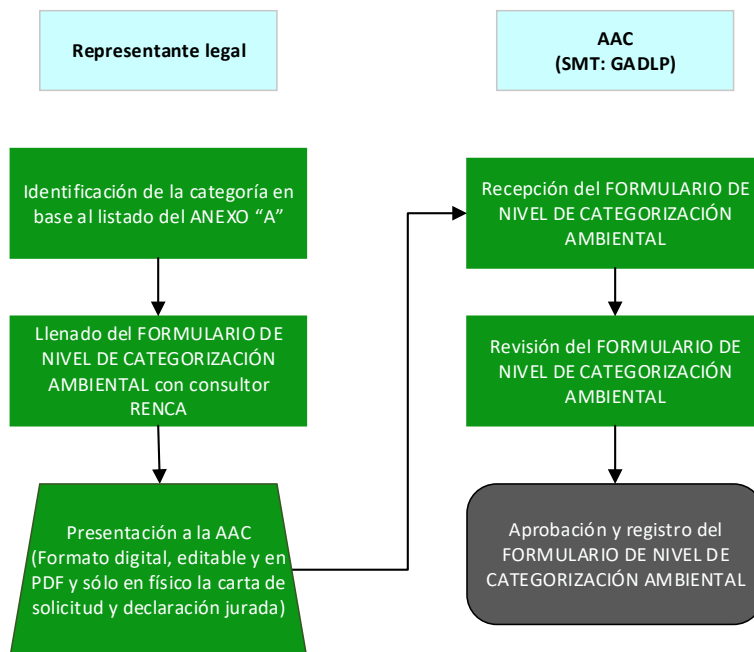 Representante legal
AAC
(SMT: GADLP)
Identificación de la categoría en
base al listado del ANEXO “A”
Llenado del FORMULARIO DE
NIVEL DE CATEGORIZACIÓN
AMBIENTAL con consultor
RENCA
Presentación a la AAC
(Formato digital, editable y en
PDF y sólo en físico la carta de
solicitud y declaración jurada)
Recepción del FORMULARIO DE
NIVEL DE CATEGORIZACIÓN
AMBIENTAL
Revisión del FORMULARIO DE
NIVEL DE CATEGORIZACIÓN
AMBIENTAL
Aprobación y registro del
FORMULARIO DE NIVEL DE
CATEGORIZACIÓN AMBIENTAL